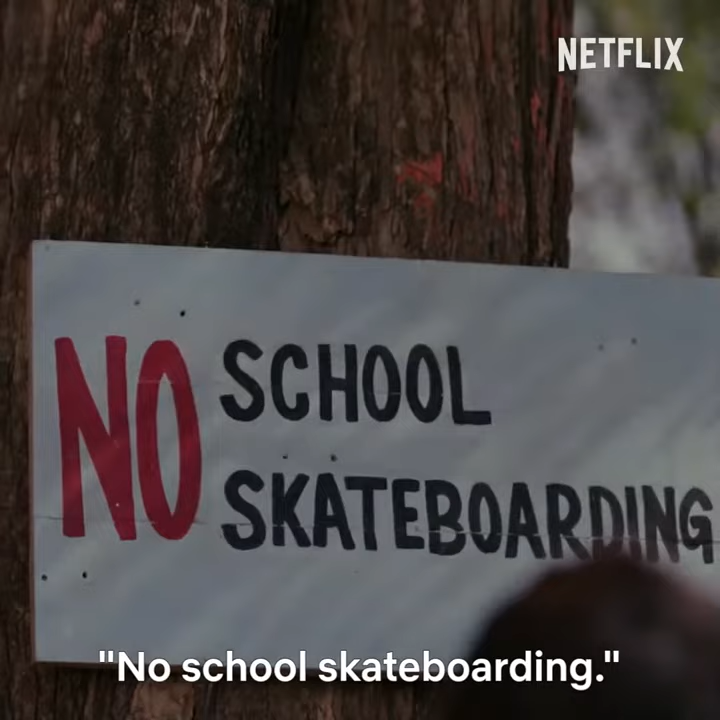 NETFLIX
NO SCHOOL
SKATEBOARDING
"No school skateboarding."